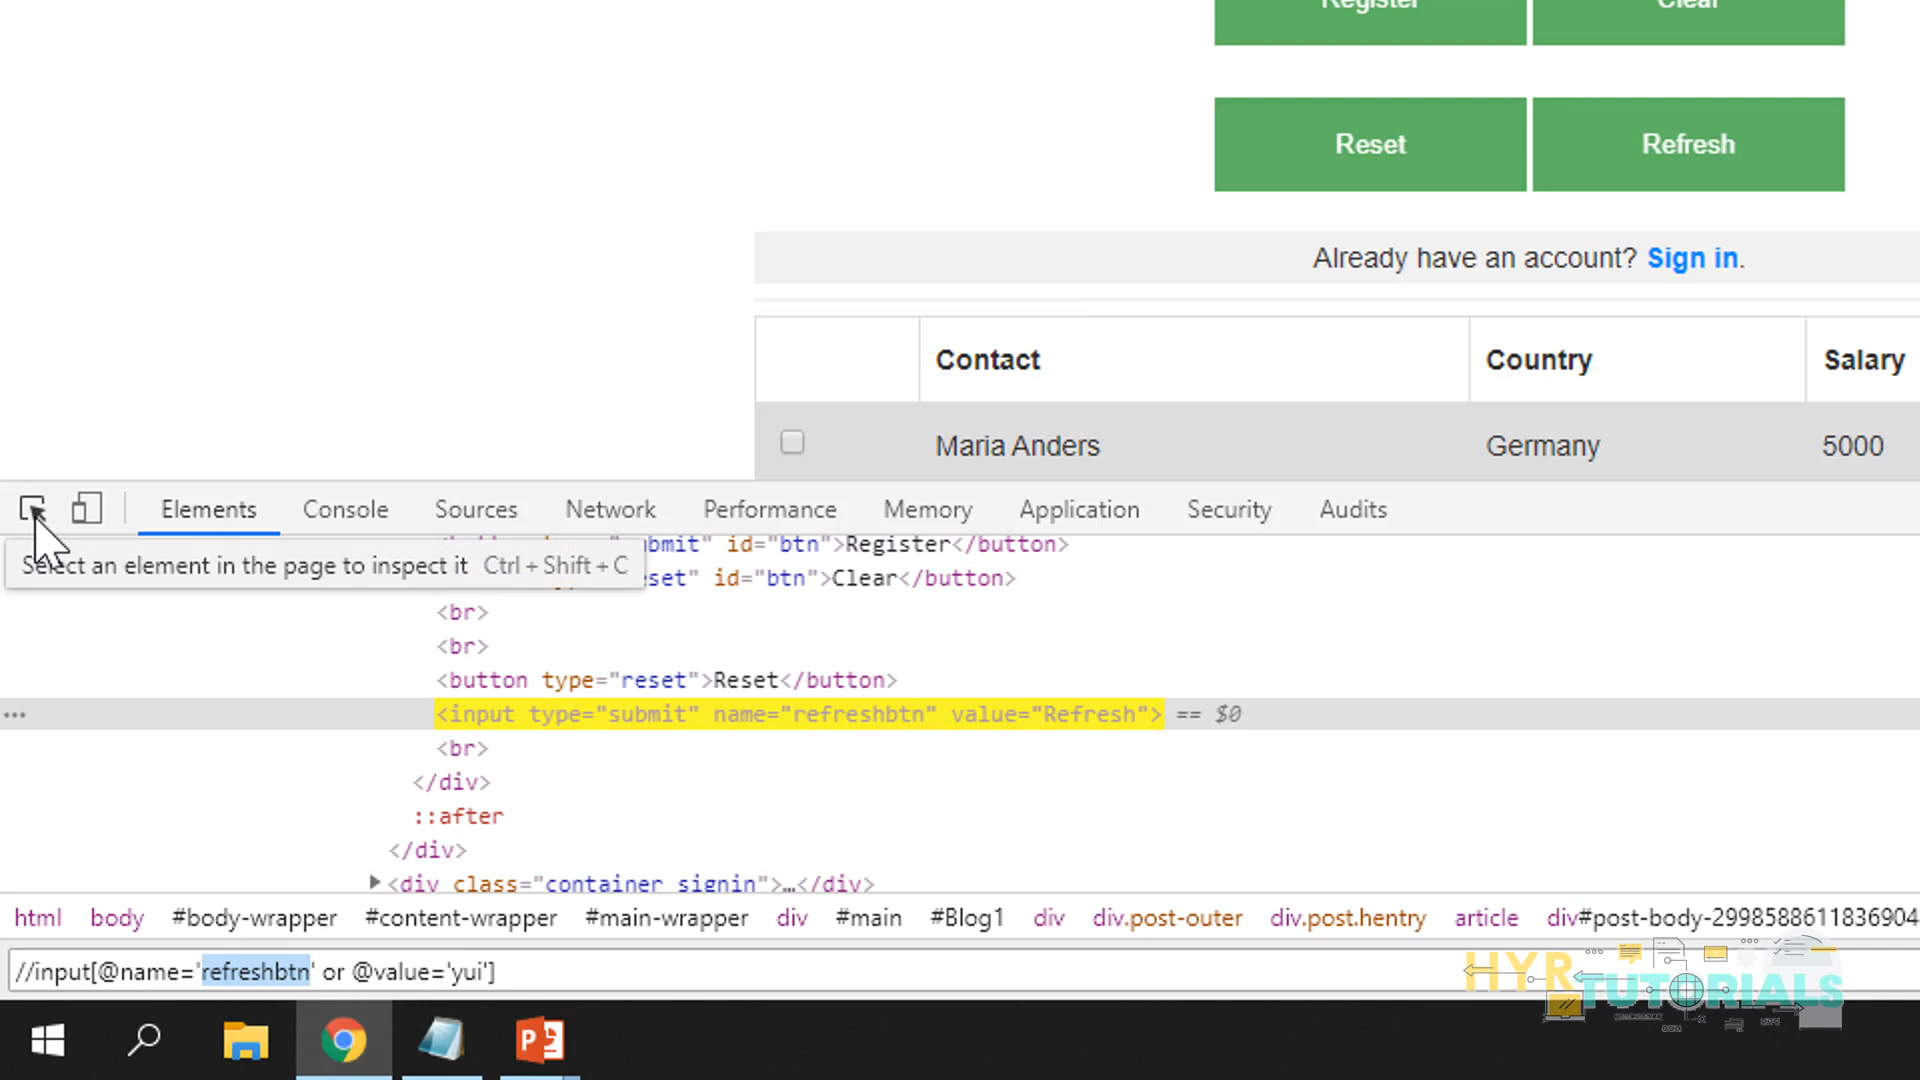 Register Clear
Reset Refresh
Already have an account? Sign in.
Contact Country Salary
Maria Anders Germany 5000
Elements Console Sources Network Performance Memory Application Security Audits
ubmit" id="btn">Register</button>
Select an element in the page to inspect it Ctrl + Shift + C
set" id="btn">Clear</button>
<br>
<br>
<button type="reset">Reset</button>
... <input type="submit" name="refreshbtn" value="Refresh"> == $0
<br>
</div>
::after
</div>
<div class="container signin">…</div>
html body #body-wrapper #content-wrapper #main-wrapper div #main #Blog1 div div.post-outer div.post.hentry article div#post-body-2998588611836904
//input[@name='refreshbtn' or @value='yui']
HYR
TUTORIALS